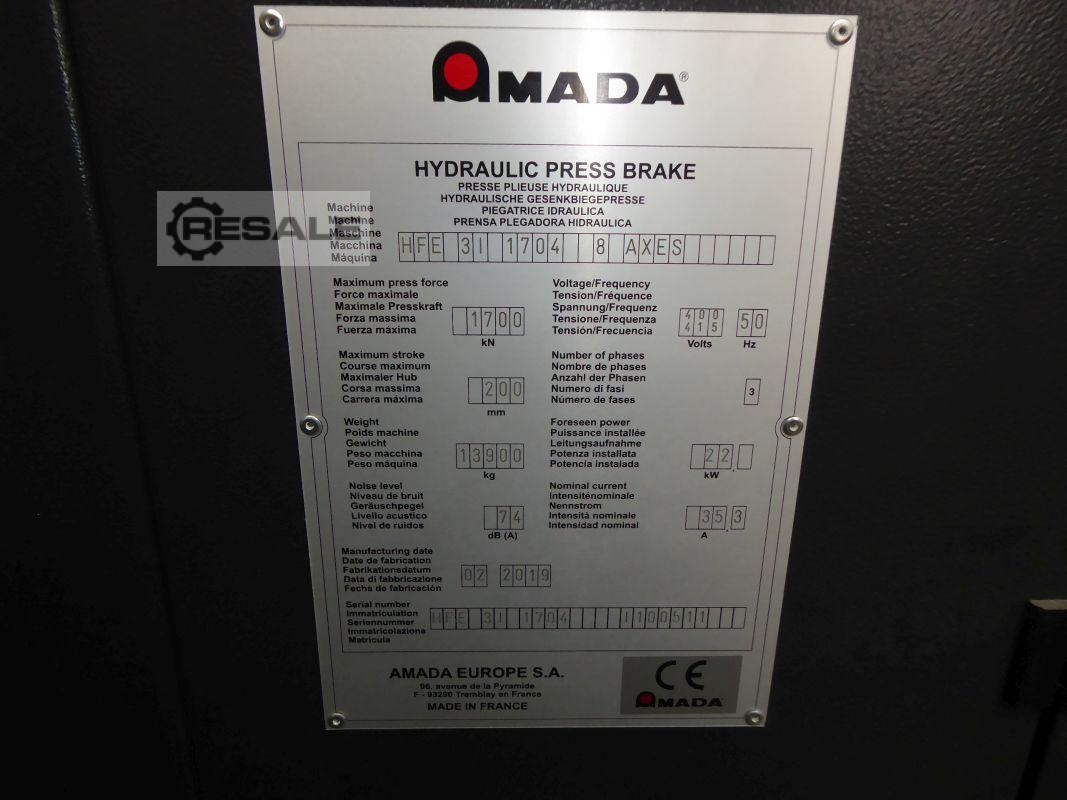 AMADA®
HYDRAULIC PRESS BRAKE
PRESSE PLIEUSE HYDRAULIQUE
HYDRAULISCHE GESENKBIEGEPRESSE
PIEGATRICE IDRAULICA
PRENSA PLEGADORA HIDRAULICA
RESALE
Machine
Machine
Maschine
Macchina
Máquina
HFE 3I 1704 8 AXES
Maximum press force
Force maximale
Maximale Presskraft
Forza massima
Fuerza máxima
1700
kN
Voltage/Frequency
Tension/Fréquence
Spannung/Frequenz
Tensione/Frequenza
Tensión/Frecuencia
400
415
Volts
50
Hz
Maximum stroke
Course maximum
Maximaler Hub
Corsa massima
Carrera máxima
200
mm
Number of phases
Nombre de phases
Anzahl der Phasen
Numero di fasi
Número de fases
3
Weight
Poids machine
Gewicht
Peso macchina
Peso máquina
13900
kg
Foreseen power
Puissance installée
Leitungsaufnahme
Potenza installata
Potencia instalada
22.
kW
Noise level
Niveau de bruit
Geräuschpegel
Livello acustico
Nivel de ruidos
74
dB (A)
Nominal current
Intensiténominale
Nennstrom
Intensità nominale
Intensidad nominal
35.3
A
Manufacturing date
Date de fabrication
Fabrikationsdatum
Data di fabbricazione
Fecha de fabricación
02 2019
Serial number
Immatriculation
Seriennummer
Immatricolazione
Matrícula
HFE 3I 1704 I100511
AMADA EUROPE S.A.
96, avenue de la Pyramide
F - 93290 Tremblay en France
MADE IN FRANCE
CE
AMADA